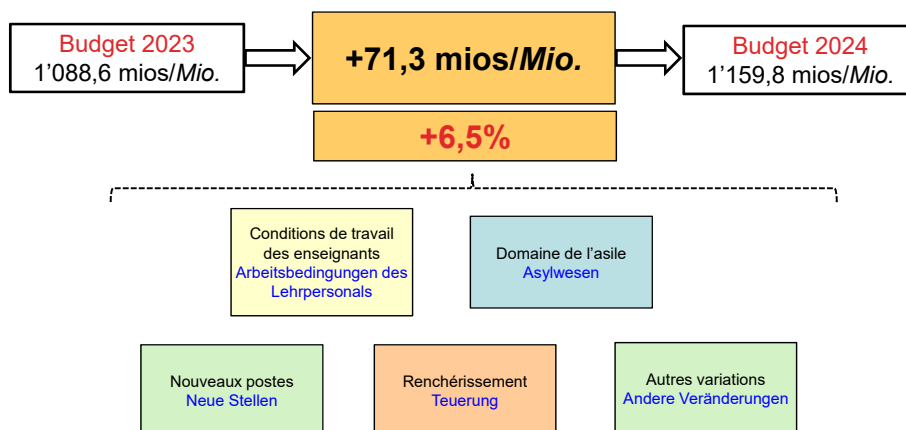 Budget 2023
1’088,6 mios/Mio.
+71,3 mios/Mio.
Budget 2024
1’159,8 mios/Mio.
+6,5%
Conditions de travail
des enseignants
Arbeitsbedingungen des
Lehrpersonals
Domaine de l’asile
Asylwesen
Nouveaux postes
Neue Stellen
Renchérissement
Teuerung
Autres variations
Andere Veränderungen